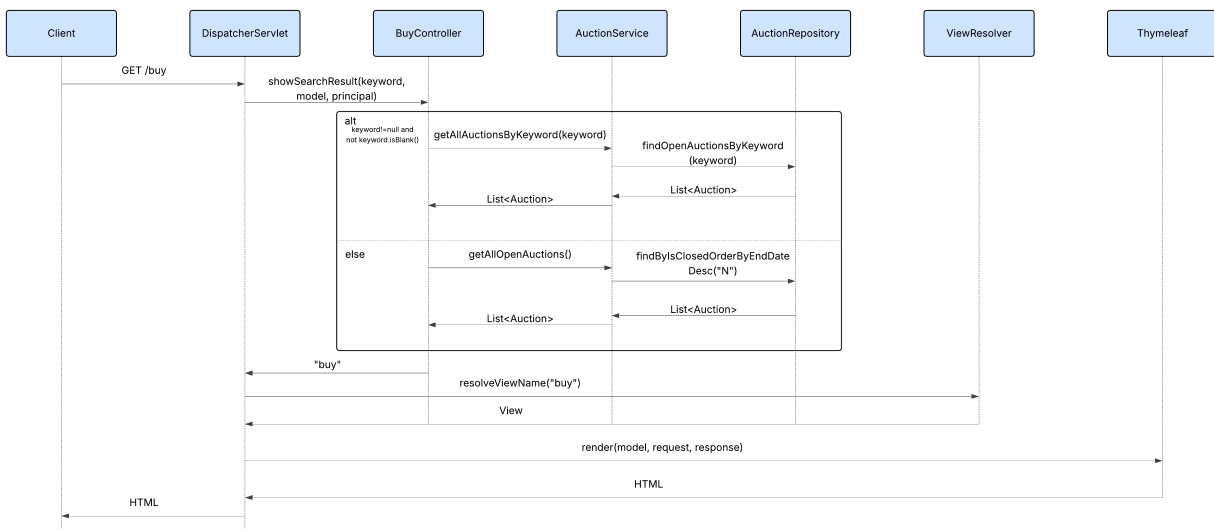 Client
DispatcherServlet
BuyController
AuctionService
AuctionRepository
ViewResolver
Thymeleaf
GET /buy
showSearchResult(keyword,
model, principal)
alt
keyword!=null and
not keyword.isBlank()
getAllAuctionsByKeyword(keyword)
findOpenAuctionsByKeyword
(keyword)
List<Auction>
List<Auction>
else
getAllOpenAuctions()
findByIsClosedOrderByEndDate
Desc("N")
List<Auction>
List<Auction>
"buy"
resolveViewName("buy")
View
render(model, request, response)
HTML
HTML